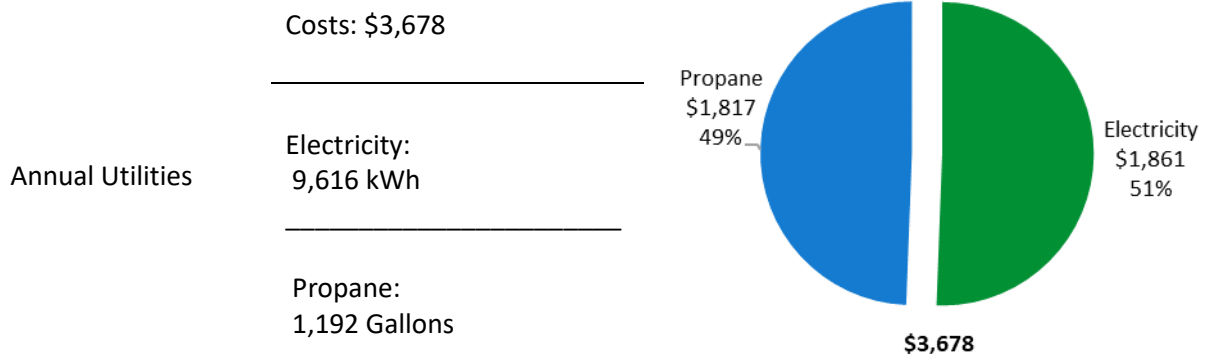 Annual Utilities
Costs: $3,678
Electricity:
9,616 kWh
Propane:
1,192 Gallons
Propane
$1,817
49%
Electricity
$1,861
51%
$3,678